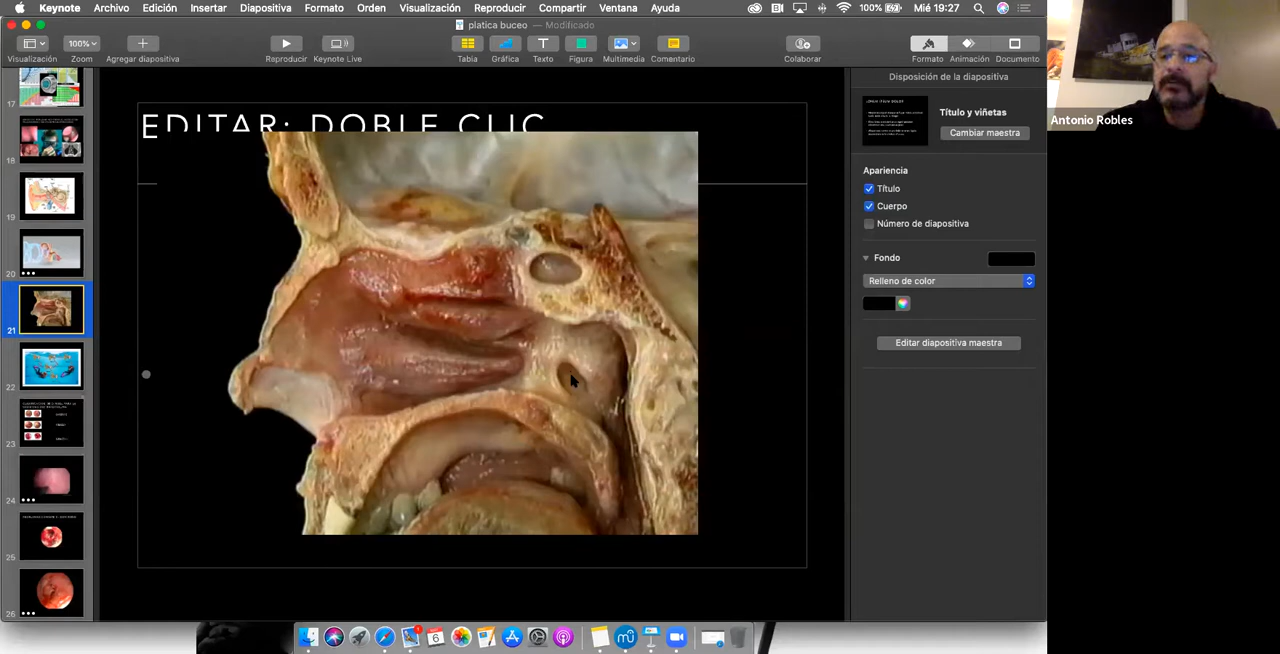 Keynote Archivo Edición Insertar Diapositiva Formato Orden Visualización Reproducir Compartir Ventana Ayuda 100% Mié 19:27
platica buceo — Modificado
100%
Visualización Zoom Agregar diapositiva Reproducir Keynote Live Tabla Gráfica Texto Figura Multimedia Comentario Colaborar Formato Animación Documento
Disposición de la diapositiva
Título y viñetas
Cambiar maestra
Apariencia
Título
Cuerpo
Número de diapositiva
Fondo
Relleno de color
Editar diapositiva maestra
EDITAR: DOBLE CLIC
17
18
19
20
21
22
23
24
25
26
6
Antonio Robles